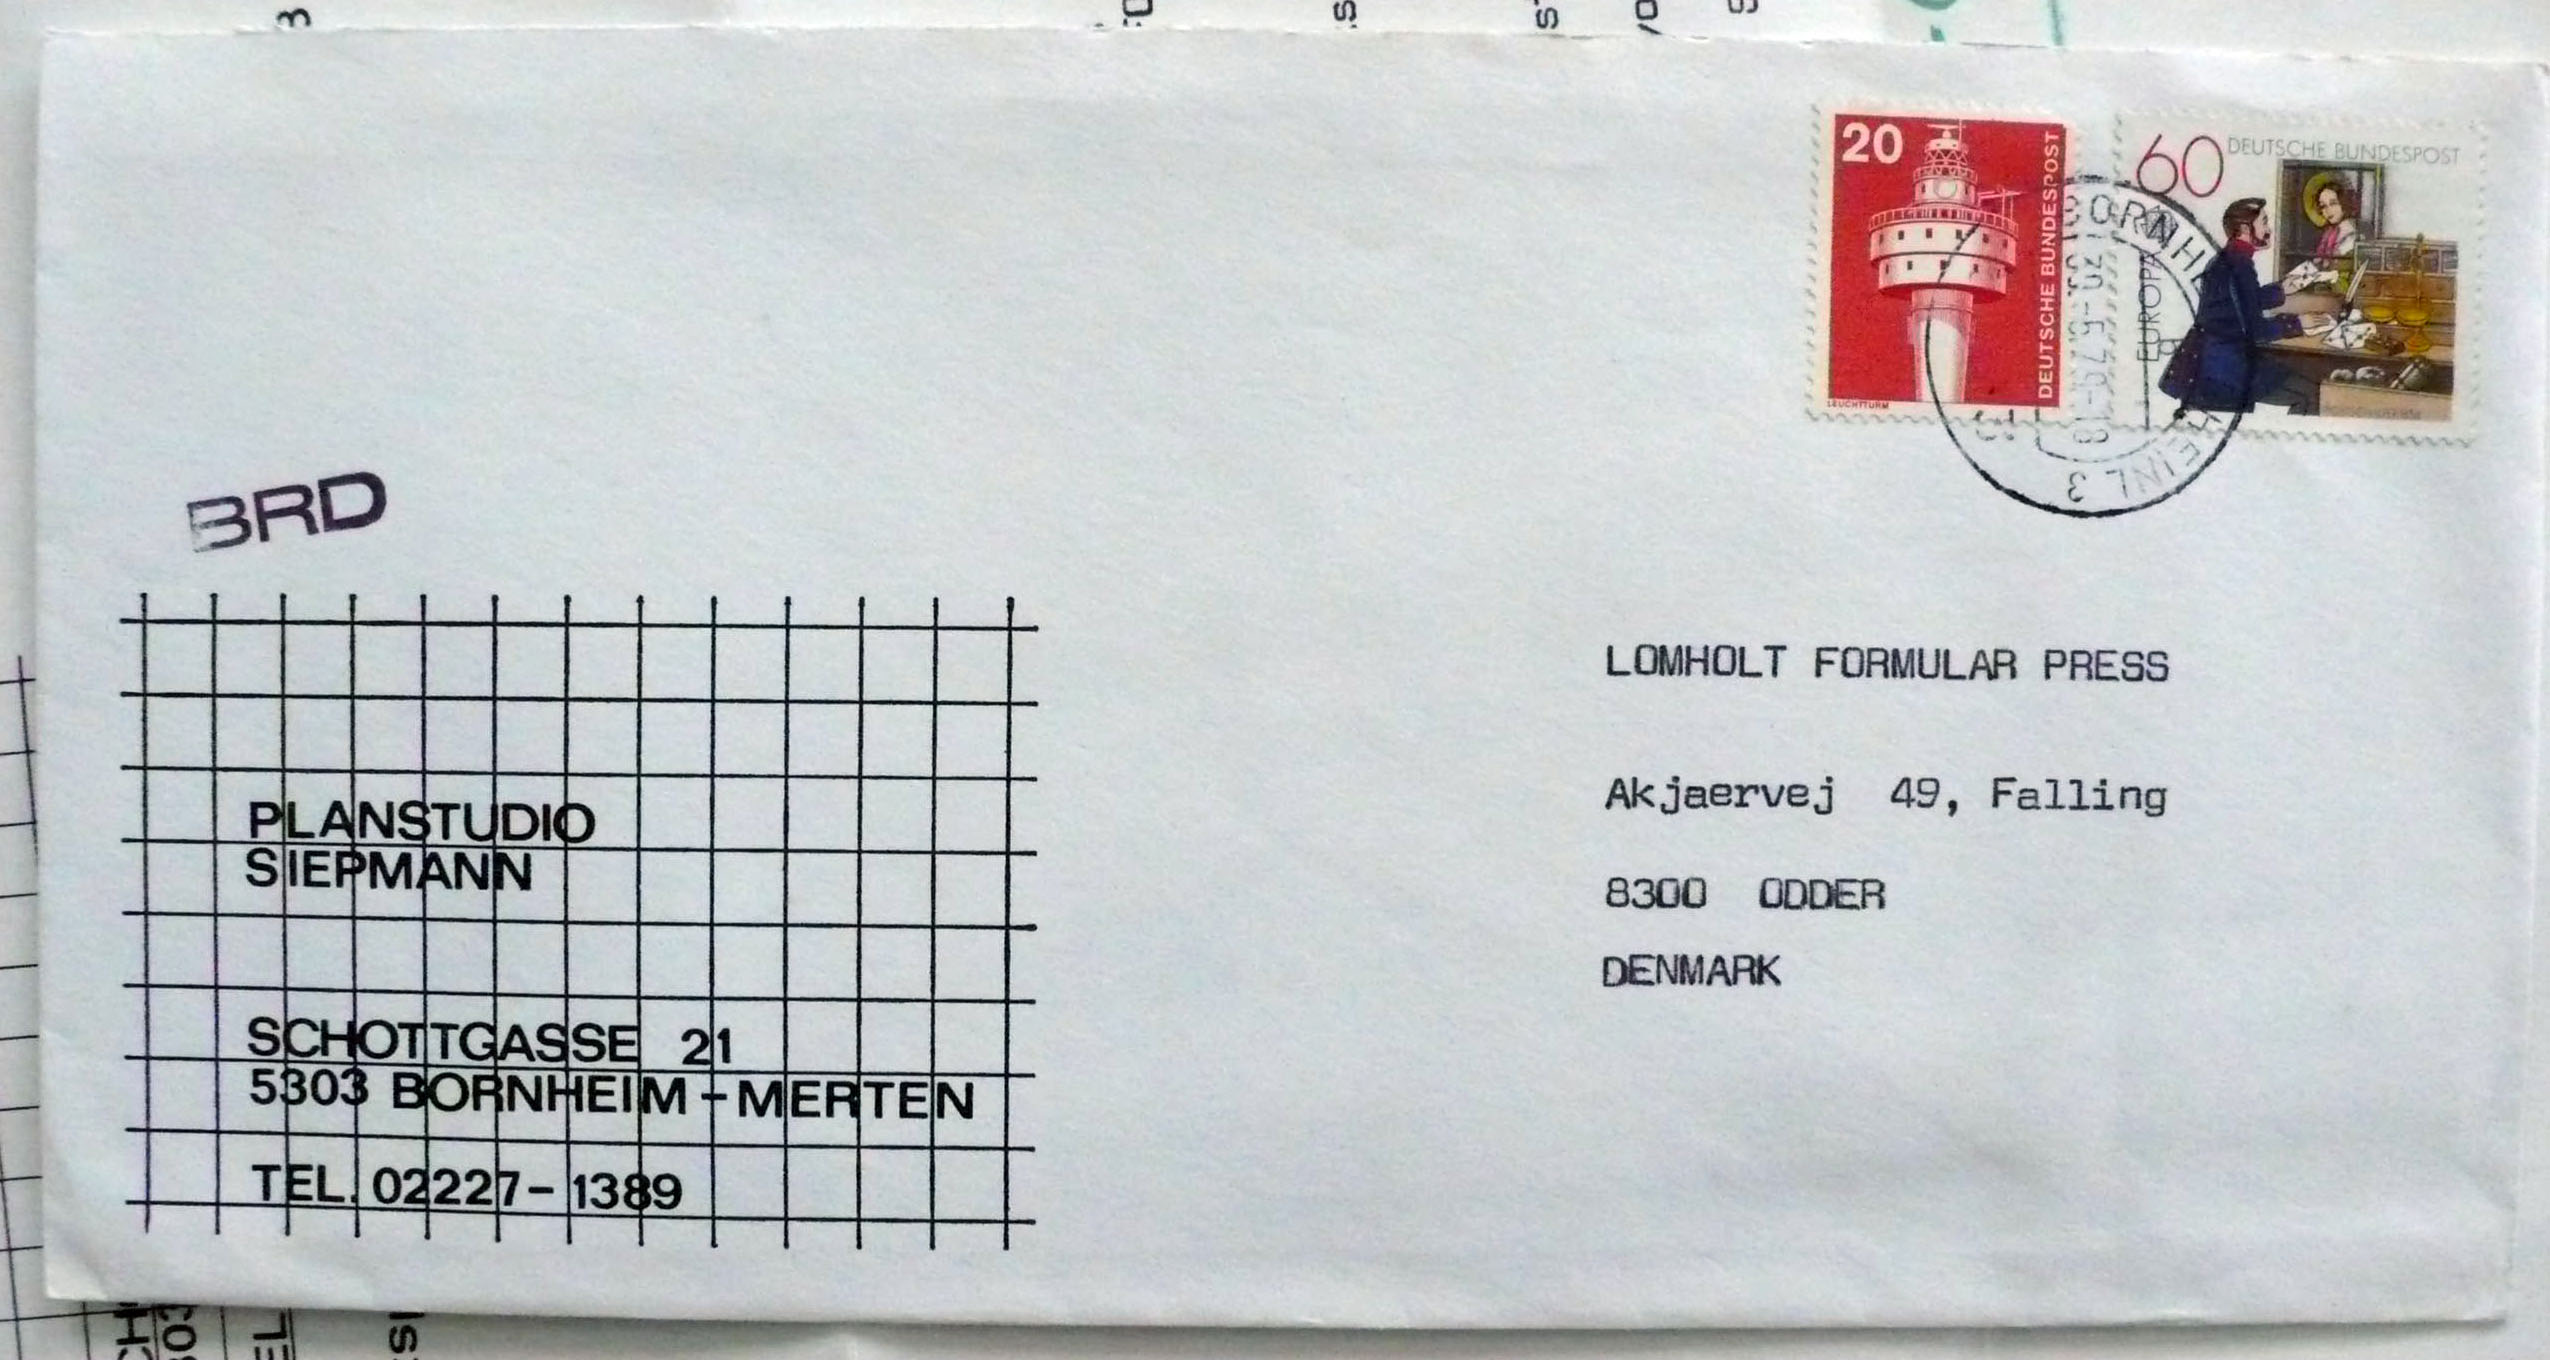 20
DEUTSCHE BUNDESPOST
LEUCHTTURM
60 DEUTSCHE BUNDESPOST
EUROPA
BRD
PLANSTUDIO
SIEPMANN
SCHOTTGASSE 21
5303 BORNHEIM - MERTEN
TEL. 02227 - 1389
LOMHOLT FORMULAR PRESS
Akjaervej 49, Falling
8300 ODDER
DENMARK